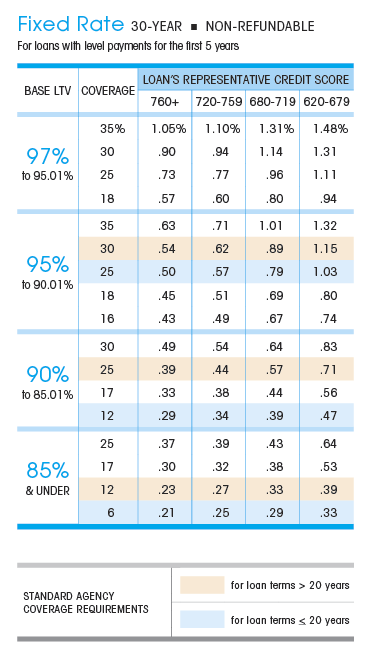 Fixed Rate 30-YEAR ■ NON-REFUNDABLE
For loans with level payments for the first 5 years
LOAN'S REPRESENTATIVE CREDIT SCORE
BASE LTV COVERAGE
760+ 720-759 680-719 620-679
97%
to 95.01%
35% 1.05% 1.10% 1.31% 1.48%
30 .90 .94 1.14 1.31
25 .73 .77 .96 1.11
18 .57 .60 .80 .94
95%
to 90.01%
35 .63 .71 1.01 1.32
30 .54 .62 .89 1.15
25 .50 .57 .79 1.03
18 .45 .51 .69 .80
16 .43 .49 .67 .74
90%
to 85.01%
30 .49 .54 .64 .83
25 .39 .44 .57 .71
17 .33 .38 .44 .56
12 .29 .34 .39 .47
85%
& UNDER
25 .37 .39 .43 .64
17 .30 .32 .38 .53
12 .23 .27 .33 .39
6 .21 .25 .29 .33
STANDARD AGENCY
COVERAGE REQUIREMENTS
for loan terms > 20 years
for loan terms ≤ 20 years